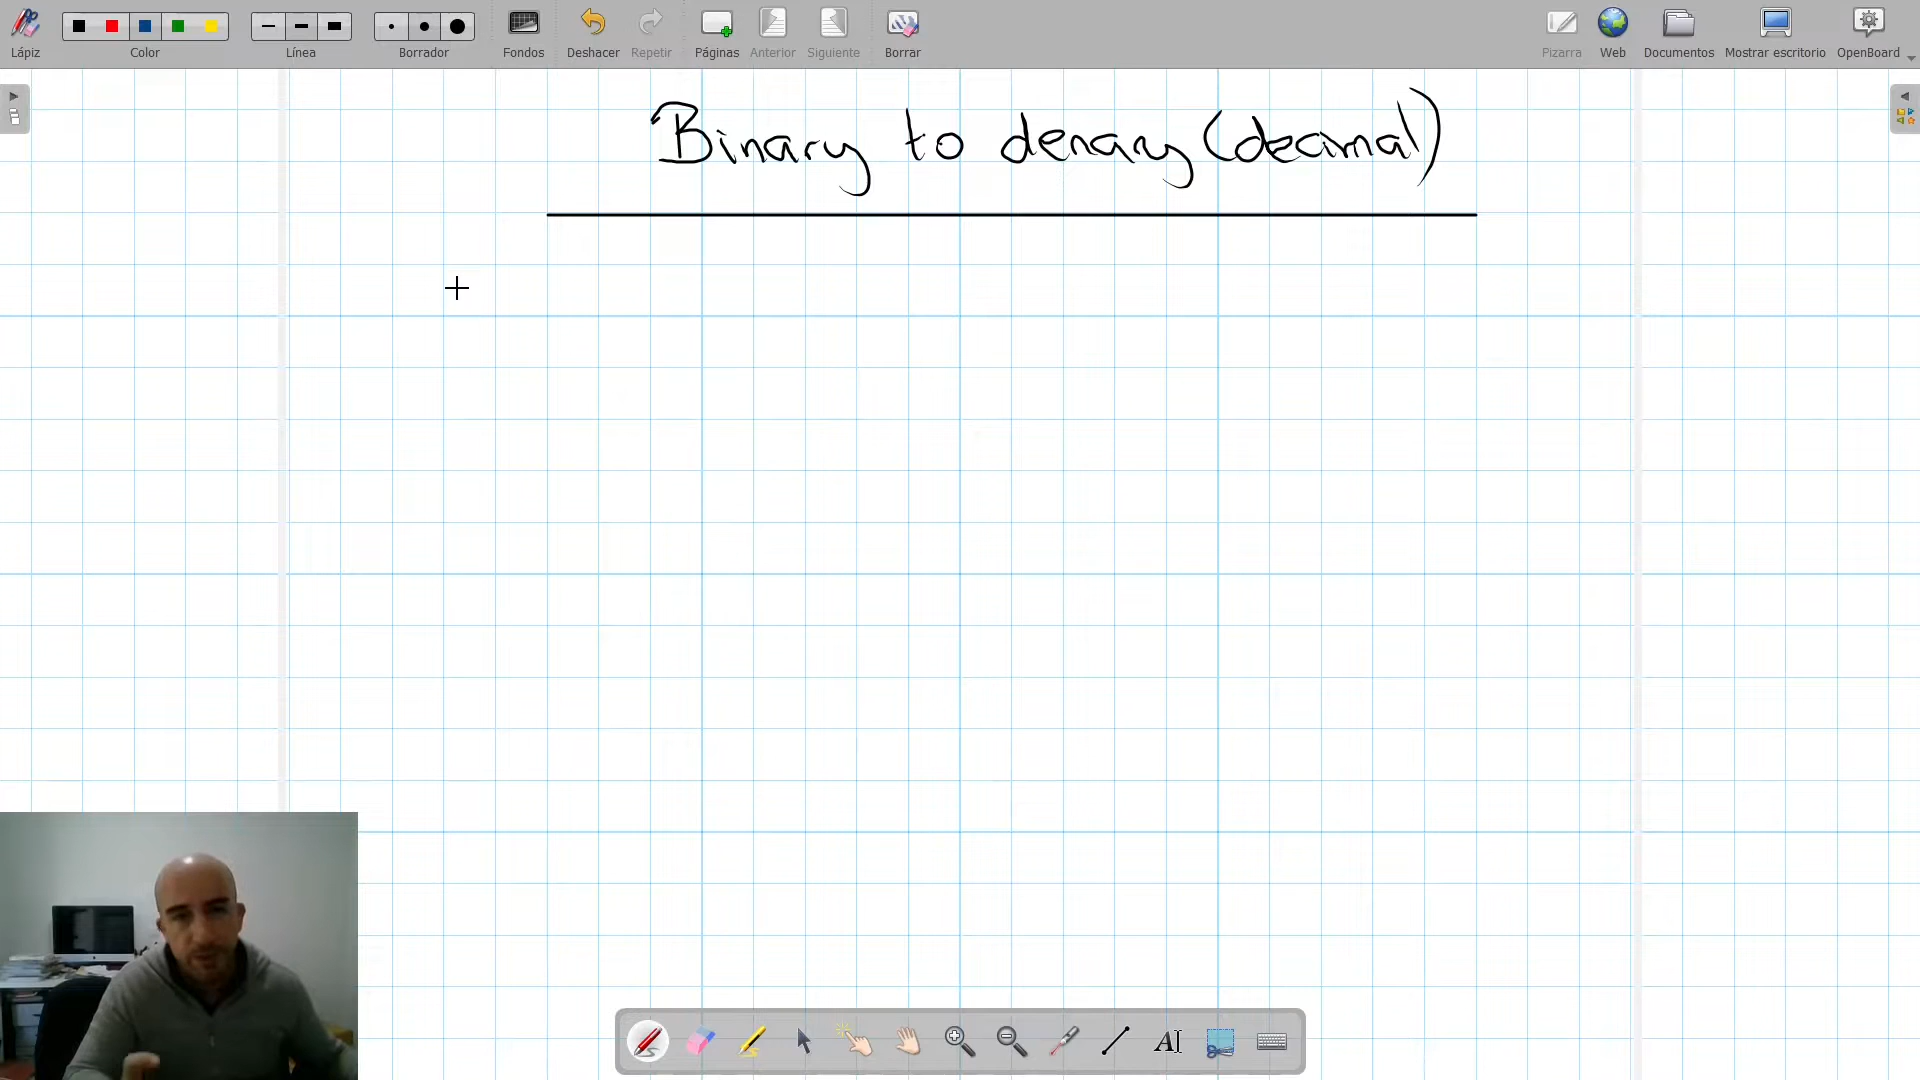 Lápiz Color Línea Borrador Fondos Deshacer Repetir Páginas Anterior Siguiente Borrar Pizarra Web Documentos Mostrar escritorio OpenBoard
Binary to denary (decimal)